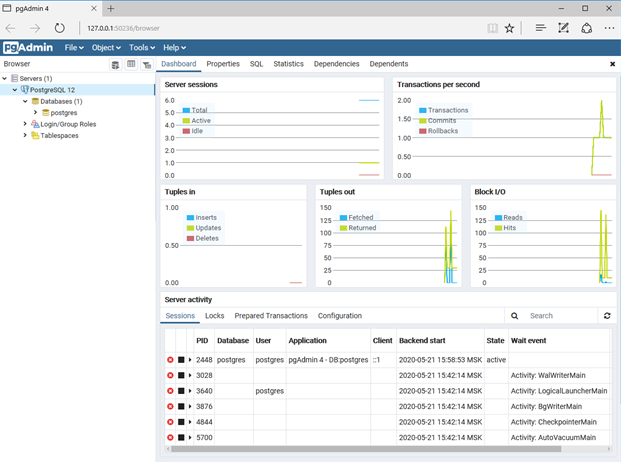 pgAdmin 4
127.0.0.1:50236/browser
pgAdmin File Object Tools Help
Browser
Dashboard Properties SQL Statistics Dependencies Dependents
Servers (1)
PostgreSQL 12
Databases (1)
postgres
Login/Group Roles
Tablespaces
Server sessions
6.0
5.0
4.0
3.0
2.0
1.0
0.0
Total
Active
Idle
Transactions per second
2.00
1.50
1.00
0.50
0.00
Transactions
Commits
Rollbacks
Tuples in
1.00
0.50
0.00
Inserts
Updates
Deletes
Tuples out
150
125
100
75
50
25
0
Fetched
Returned
Block I/O
150
125
100
75
50
25
0
Reads
Hits
Server activity
Sessions Locks Prepared Transactions Configuration
Search
PID Database User Application Client Backend start State Wait event
2448 postgres postgres pgAdmin 4 - DB:postgres ::1 2020-05-21 15:58:53 MSK active
3028 2020-05-21 15:42:14 MSK Activity: WalWriterMain
3640 postgres 2020-05-21 15:42:14 MSK Activity: LogicalLauncherMain
3876 2020-05-21 15:42:14 MSK Activity: BgWriterMain
4844 2020-05-21 15:42:14 MSK Activity: CheckpointerMain
5700 2020-05-21 15:42:14 MSK Activity: AutoVacuumMain